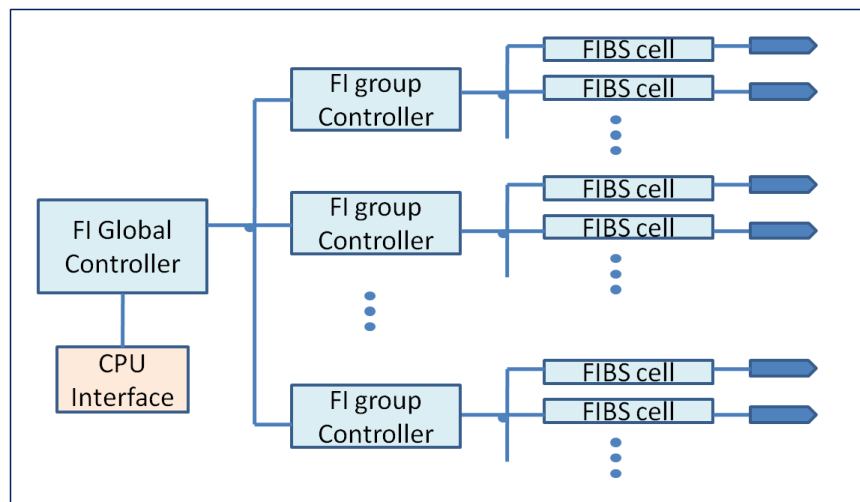 FIBS cell
FI group
Controller
FIBS cell
FIBS cell
FI group
Controller
FIBS cell
FI Global
Controller
CPU
Interface
FIBS cell
FI group
Controller
FIBS cell